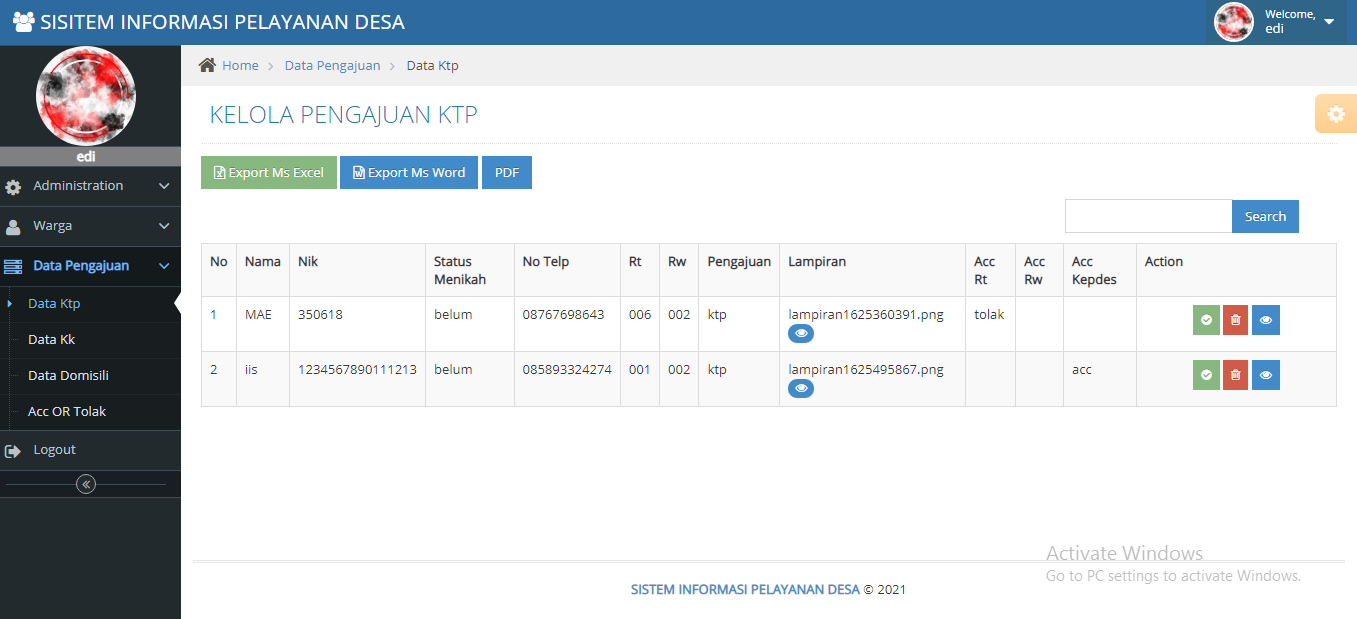 SISITEM INFORMASI PELAYANAN DESA
Welcome,
edi
edi
Administration
Warga
Data Pengajuan
Data Ktp
Data Kk
Data Domisili
Acc OR Tolak
Logout
Home > Data Pengajuan > Data Ktp
KELOLA PENGAJUAN KTP
Export Ms Excel Export Ms Word PDF
Search
No Nama Nik Status Menikah No Telp Rt Rw Pengajuan Lampiran Acc Rt Acc Rw Acc Kepdes Action
1 MAE 350618 belum 08767698643 006 002 ktp lampiran1625360391.png tolak
2 iis 1234567890111213 belum 085893324274 001 002 ktp lampiran1625495867.png acc
Activate Windows
Go to PC settings to activate Windows.
SISTEM INFORMASI PELAYANAN DESA © 2021